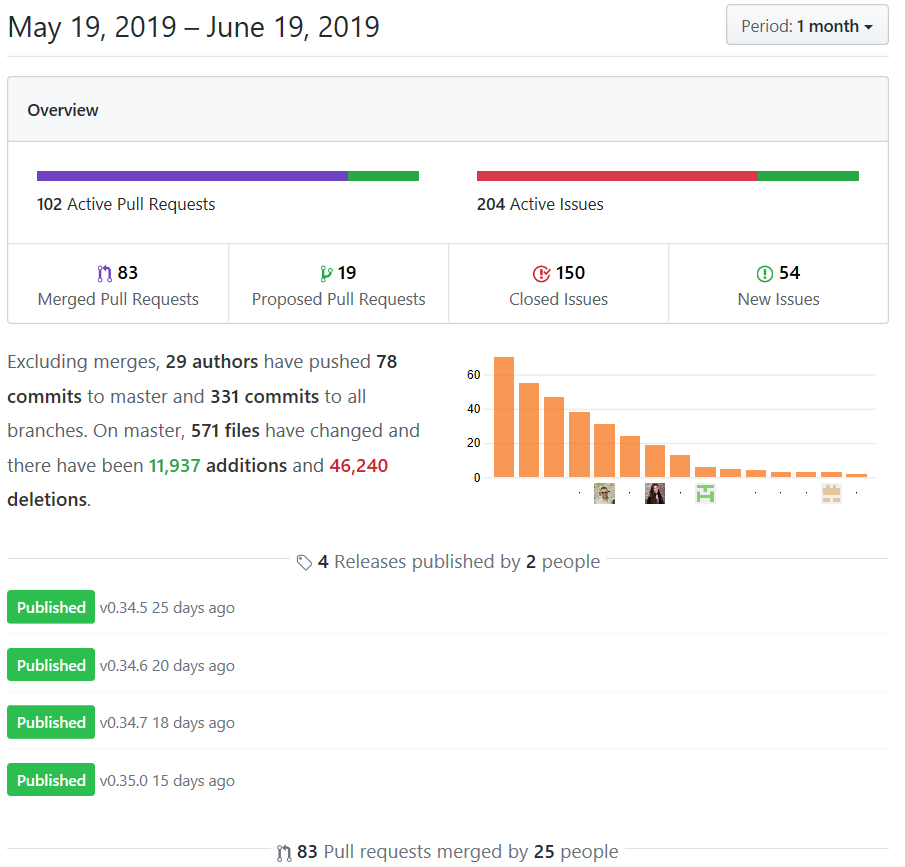 May 19, 2019 – June 19, 2019
Period: 1 month
Overview
102 Active Pull Requests
204 Active Issues
83
Merged Pull Requests
19
Proposed Pull Requests
150
Closed Issues
54
New Issues
Excluding merges, 29 authors have pushed 78
commits to master and 331 commits to all
branches. On master, 571 files have changed and
there have been 11,937 additions and 46,240
deletions.
60
40
20
0
4 Releases published by 2 people
Published v0.34.5 25 days ago
Published v0.34.6 20 days ago
Published v0.34.7 18 days ago
Published v0.35.0 15 days ago
83 Pull requests merged by 25 people